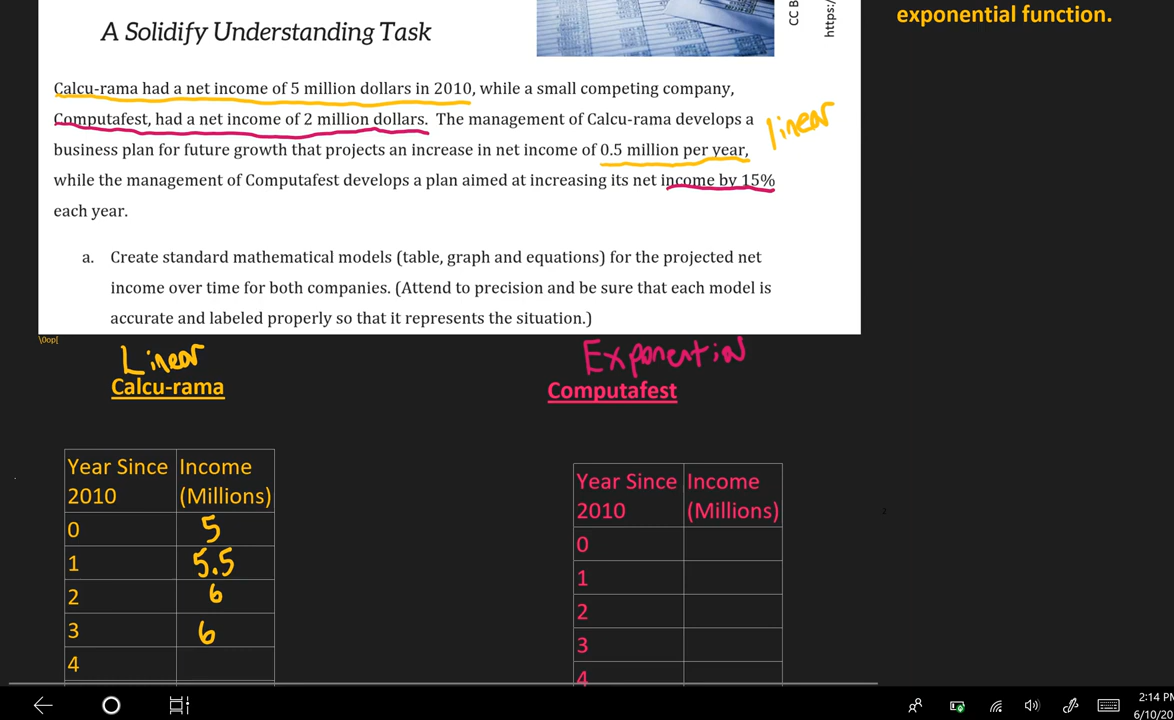 exponential function.
A Solidify Understanding Task
CC B
https:/
Calcu-rama had a net income of 5 million dollars in 2010, while a small competing company,
Computafest, had a net income of 2 million dollars. The management of Calcu-rama develops a
linear
business plan for future growth that projects an increase in net income of 0.5 million per year,
while the management of Computafest develops a plan aimed at increasing its net income by 15%
each year.
a. Create standard mathematical models (table, graph and equations) for the projected net
income over time for both companies. (Attend to precision and be sure that each model is
accurate and labeled properly so that it represents the situation.)
\0op[
Linear
Calcu-rama
Exponential
Computafest
Year Since 2010 Income (Millions)
0 5
1 5.5
2 6
3 6
4
Year Since 2010 Income (Millions)
0
1
2
3
4
2:14 PM
6/10/20